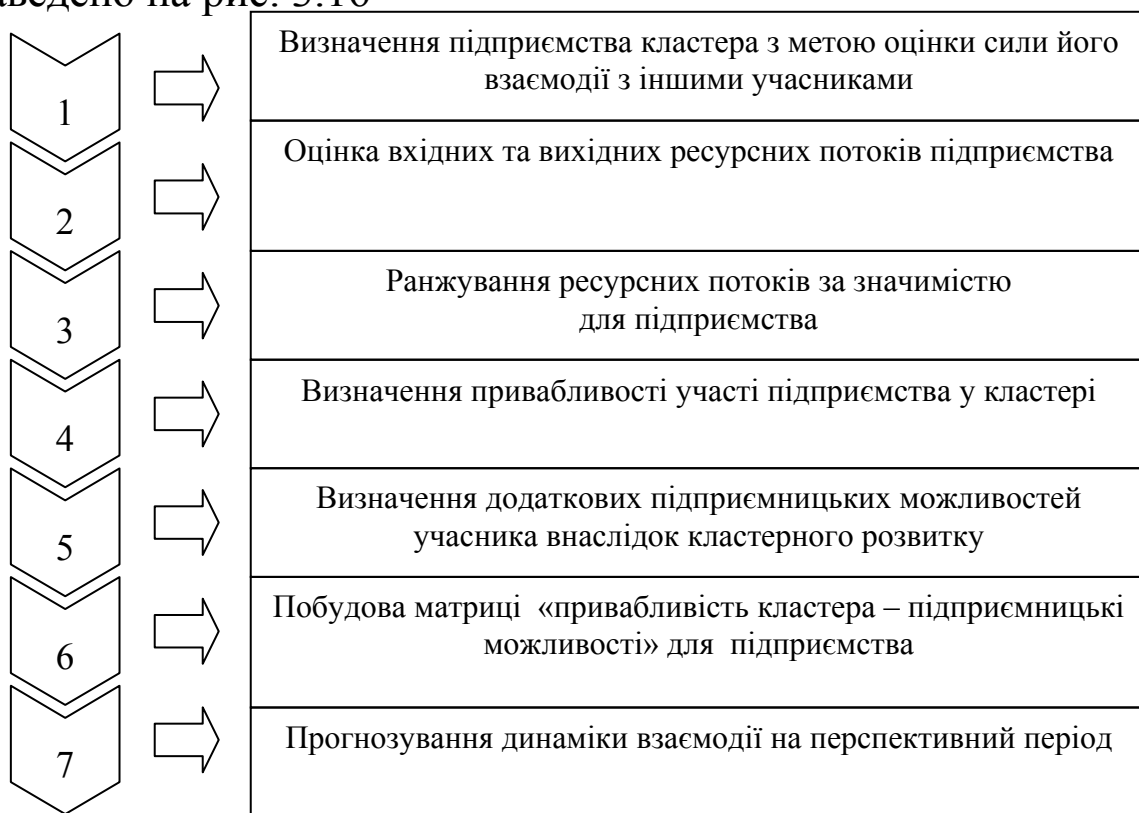 наведено на рис. 3.16
1
Визначення підприємства кластера з метою оцінки сили його
взаємодії з іншими учасниками
2
Оцінка вхідних та вихідних ресурсних потоків підприємства
3
Ранжування ресурсних потоків за значимістю
для підприємства
4
Визначення привабливості участі підприємства у кластері
5
Визначення додаткових підприємницьких можливостей
учасника внаслідок кластерного розвитку
6
Побудова матриці «привабливість кластера – підприємницькі
можливості» для підприємства
7
Прогнозування динаміки взаємодії на перспективний період